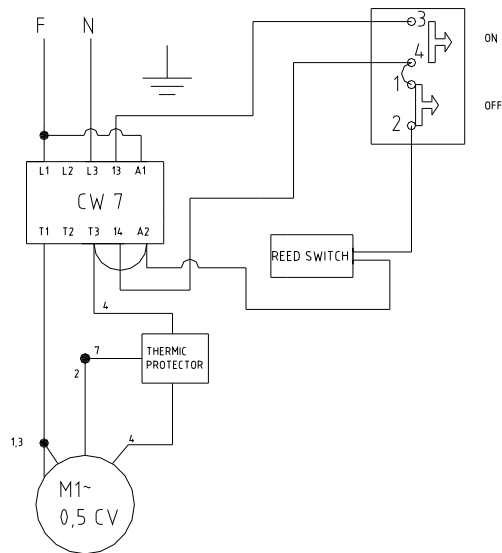 F N
3
ON
4
1
OFF
2
L1 L2 L3 13 A1
CW 7
T1 T2 T3 14 A2
REED SWITCH
4
THERMIC
PROTECTOR
7
2
4
1,3
M1~
0,5 CV